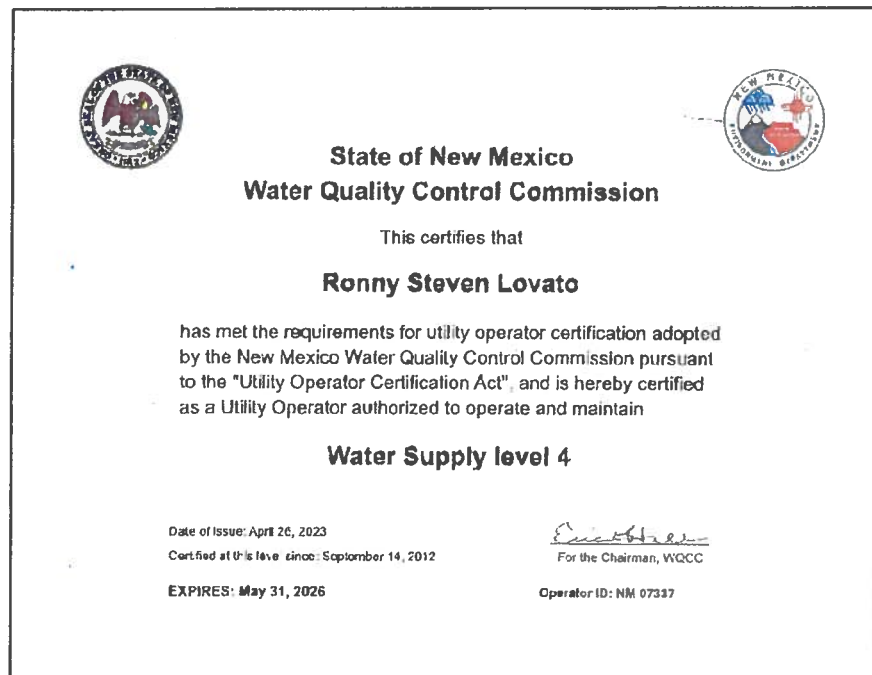 State of New Mexico
Water Quality Control Commission
This certifies that
Ronny Steven Lovato
has met the requirements for utility operator certification adopted
by the New Mexico Water Quality Control Commission pursuant
to the "Utility Operator Certification Act", and is hereby certified
as a Utility Operator authorized to operate and maintain
Water Supply level 4
Date of Issue: April 26, 2023
Certified at this level since: September 14, 2012
For the Chairman, WQCC
EXPIRES: May 31, 2026
Operator ID: NM 07337
NEW MEXICO
ENVIRONMENT DEPARTMENT